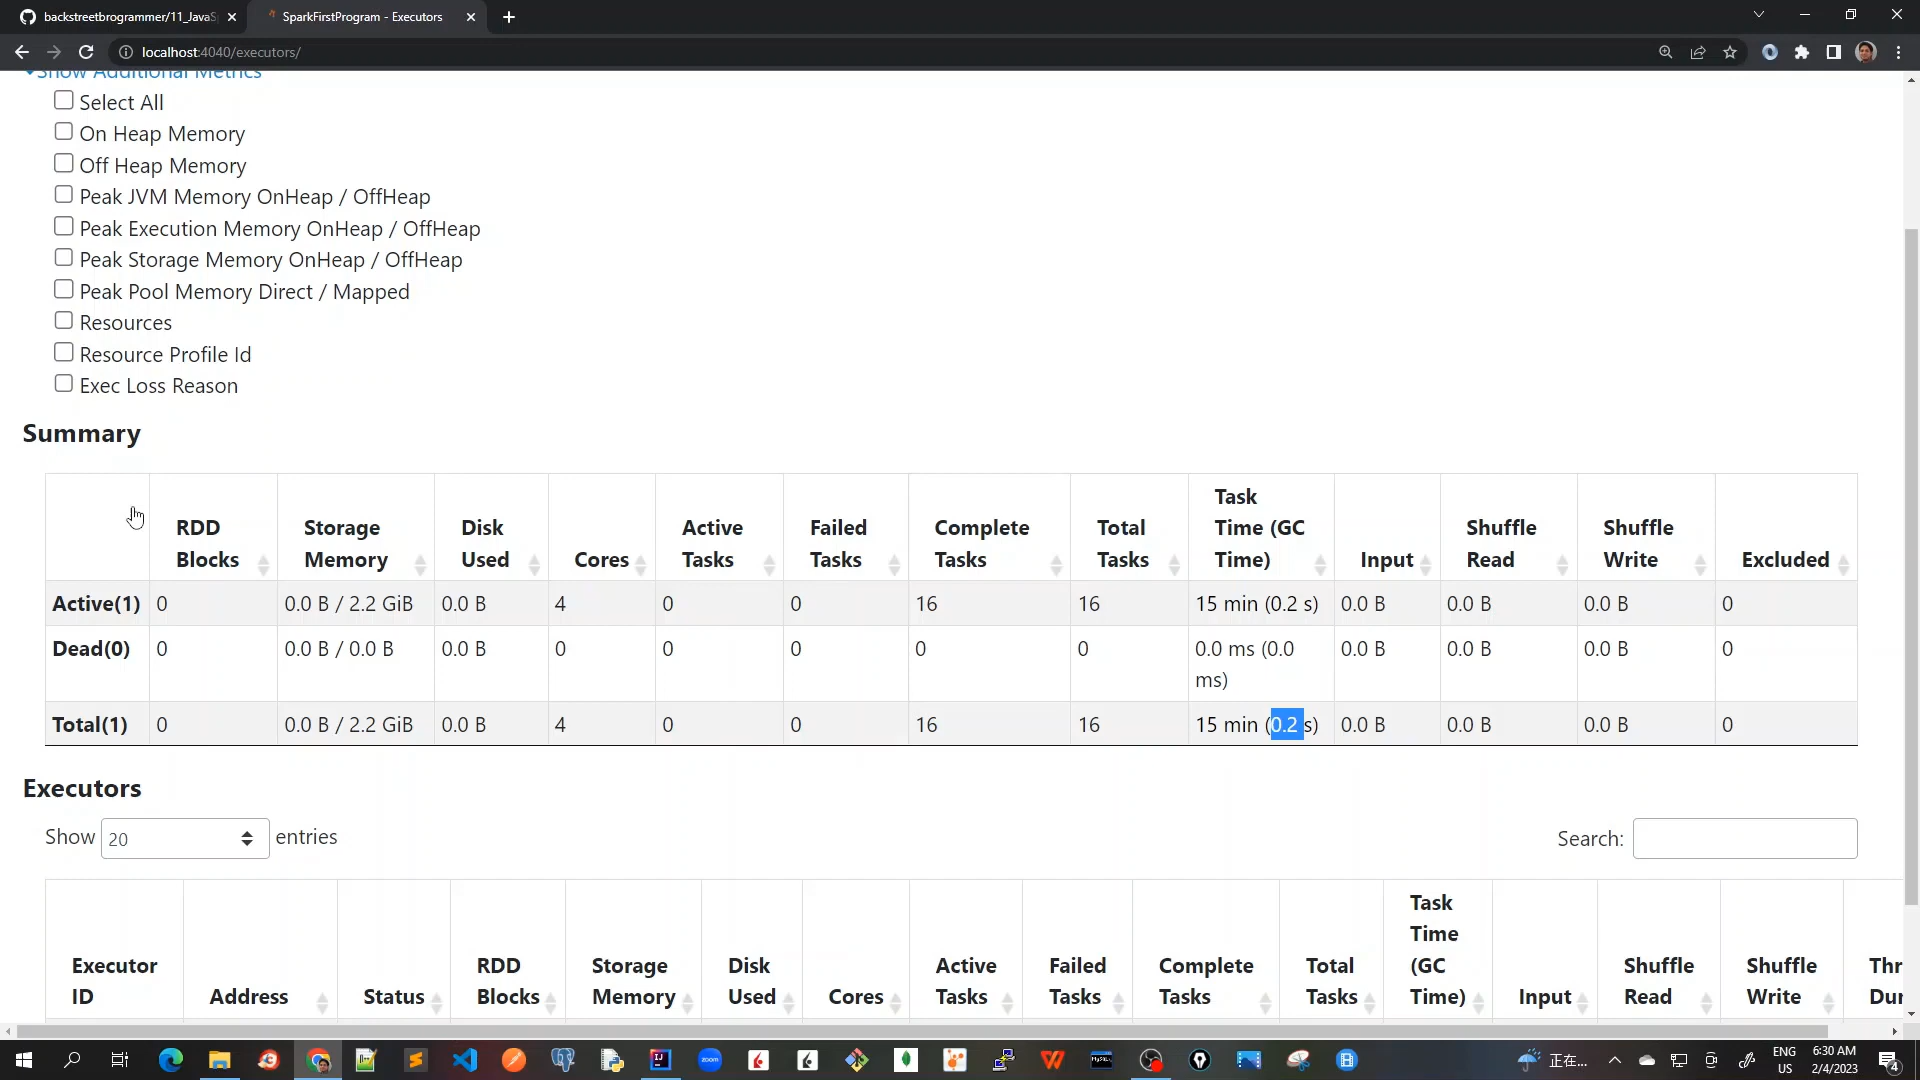 backstreetbrogrammer/11_JavaS
SparkFirstProgram - Executors
localhost:4040/executors/
Show Additional Metrics
Select All
On Heap Memory
Off Heap Memory
Peak JVM Memory OnHeap / OffHeap
Peak Execution Memory OnHeap / OffHeap
Peak Storage Memory OnHeap / OffHeap
Peak Pool Memory Direct / Mapped
Resources
Resource Profile Id
Exec Loss Reason
Summary
RDD Blocks Storage Memory Disk Used Cores Active Tasks Failed Tasks Complete Tasks Total Tasks Task Time (GC Time) Input Shuffle Read Shuffle Write Excluded
Active(1) 0 0.0 B / 2.2 GiB 0.0 B 4 0 0 16 16 15 min (0.2 s) 0.0 B 0.0 B 0.0 B 0
Dead(0) 0 0.0 B / 0.0 B 0.0 B 0 0 0 0 0 0.0 ms (0.0 ms) 0.0 B 0.0 B 0.0 B 0
Total(1) 0 0.0 B / 2.2 GiB 0.0 B 4 0 0 16 16 15 min (0.2 s) 0.0 B 0.0 B 0.0 B 0
Executors
Show 20 entries
Search:
Executor ID Address Status RDD Blocks Storage Memory Disk Used Cores Active Tasks Failed Tasks Complete Tasks Total Tasks Task Time (GC Time) Input Shuffle Read Shuffle Write Thr Dur
zoom
正在...
ENG
US
6:30 AM
2/4/2023
4